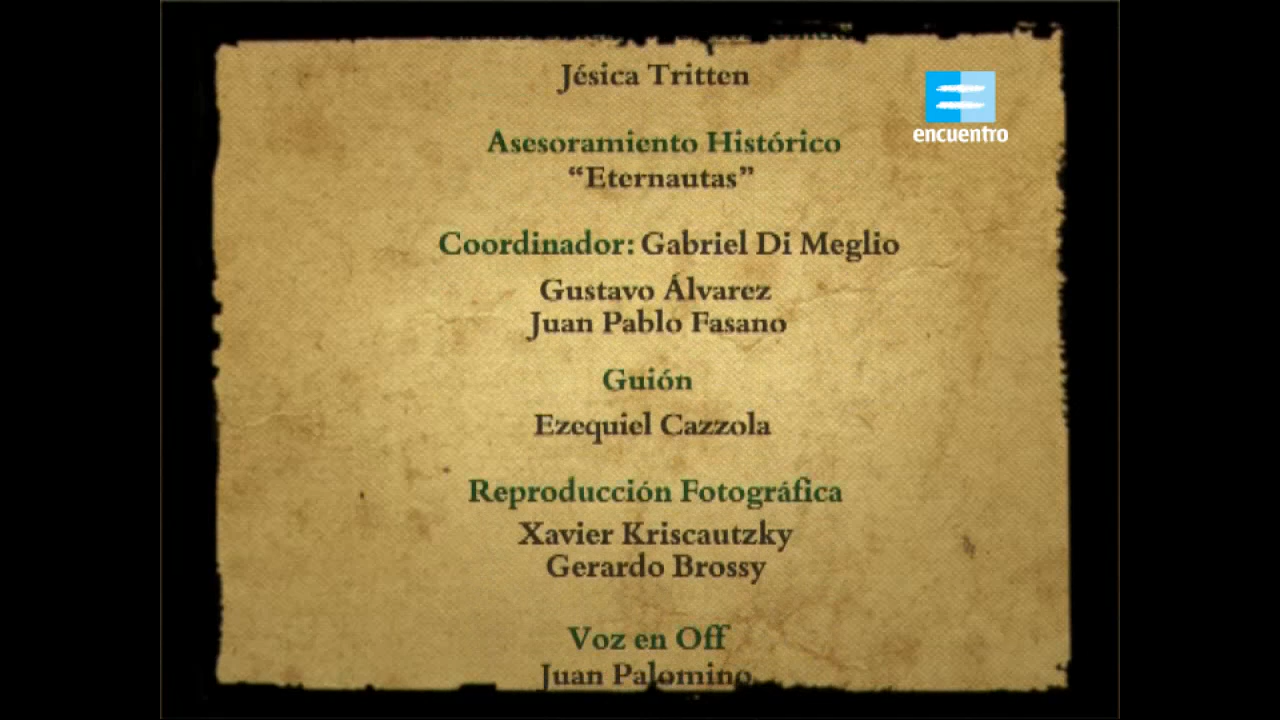 Jésica Tritten
encuentro
Asesoramiento Histórico
“Eternautas”
Coordinador: Gabriel Di Meglio
Gustavo Álvarez
Juan Pablo Fasano
Guión
Ezequiel Cazzola
Reproducción Fotográfica
Xavier Kriscautzky
Gerardo Brossy
Voz en Off
Juan Palomino